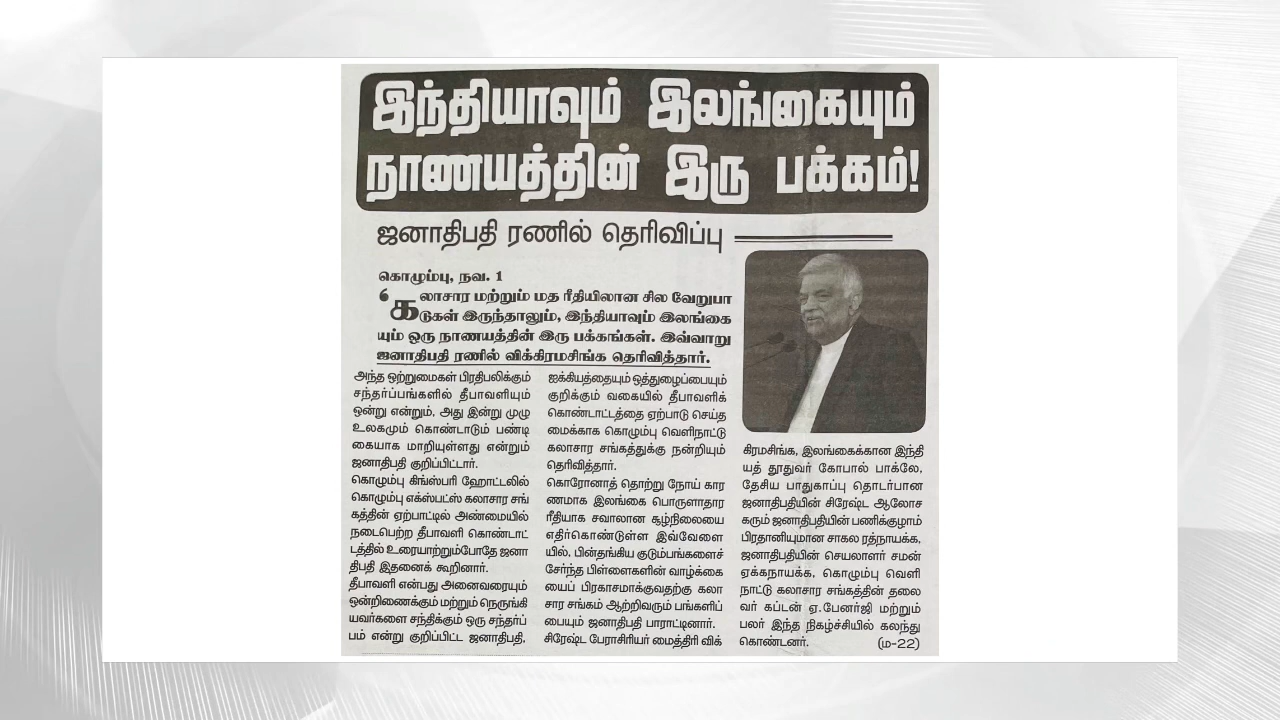 இந்தியாவும் இலங்கையும்
நாணயத்தின் இரு பக்கம்!
ஜனாதிபதி ரணில் தெரிவிப்பு
கொழும்பு, நவ. 1
‘கலாசார மற்றும் மத ரீதியிலான சில வேறுபா
டுகள் இருந்தாலும், இந்தியாவும் இலங்கை
யும் ஒரு நாணயத்தின் இரு பக்கங்கள். இவ்வாறு
ஜனாதிபதி ரணில் விக்கிரமசிங்க தெரிவித்தார்.
அந்த ஒற்றுமைகள் பிரதிபலிக்கும்
சந்தர்ப்பங்களில் தீபாவளியும்
ஒன்று என்றும், அது இன்று முழு
உலகமும் கொண்டாடும் பண்டி
கையாக மாறியுள்ளது என்றும்
ஜனாதிபதி குறிப்பிட்டார்.
கொழும்பு கிங்ஸ்பரி ஹோட்டலில்
கொழும்பு எக்ஸ்பட்ஸ் கலாசார சங்
கத்தின் ஏற்பாட்டில் அண்மையில்
நடைபெற்ற தீபாவளி கொண்டாட்
டத்தில் உரையாற்றும்போதே ஜனா
திபதி இதனைக் கூறினார்.
தீபாவளி என்பது அனைவரையும்
ஒன்றிணைக்கும் மற்றும் நெருங்கி
யவர்களை சந்திக்கும் ஒரு சந்தர்ப்
பம் என்று குறிப்பிட்ட ஜனாதிபதி,
ஐக்கியத்தையும் ஒத்துழைப்பையும்
குறிக்கும் வகையில் தீபாவளிக்
கொண்டாட்டத்தை ஏற்பாடு செய்த
மைக்காக கொழும்பு வெளிநாட்டு
கலாசார சங்கத்துக்கு நன்றியும்
தெரிவித்தார்.
கொரோனாத் தொற்று நோய் கார
ணமாக இலங்கை பொருளாதார
ரீதியாக சவாலான சூழ்நிலையை
எதிர்கொண்டுள்ள இவ்வேளை
யில், பின்தங்கிய குடும்பங்களைச்
சேர்ந்த பிள்ளைகளின் வாழ்க்கை
யைப் பிரகாசமாக்குவதற்கு கலா
சார சங்கம் ஆற்றிவரும் பங்களிப்
பையும் ஜனாதிபதி பாராட்டினார்.
சிரேஷ்ட பேராசிரியர் மைத்திரி விக்
கிரமசிங்க, இலங்கைக்கான இந்தி
யத் தூதுவர் கோபால் பாக்லே,
தேசிய பாதுகாப்பு தொடர்பான
ஜனாதிபதியின் சிரேஷ்ட ஆலோச
கரும் ஜனாதிபதியின் பணிக்குழாம்
பிரதானியுமான சாகல ரத்நாயக்க,
ஜனாதிபதியின் செயலாளர் சமன்
ஏக்கநாயக்க, கொழும்பு வெளி
நாட்டு கலாசார சங்கத்தின் தலை
வர் கப்டன் ஏ.பேனர்ஜி மற்றும்
பலர் இந்த நிகழ்ச்சியில் கலந்து
கொண்டனர். (ம-22)